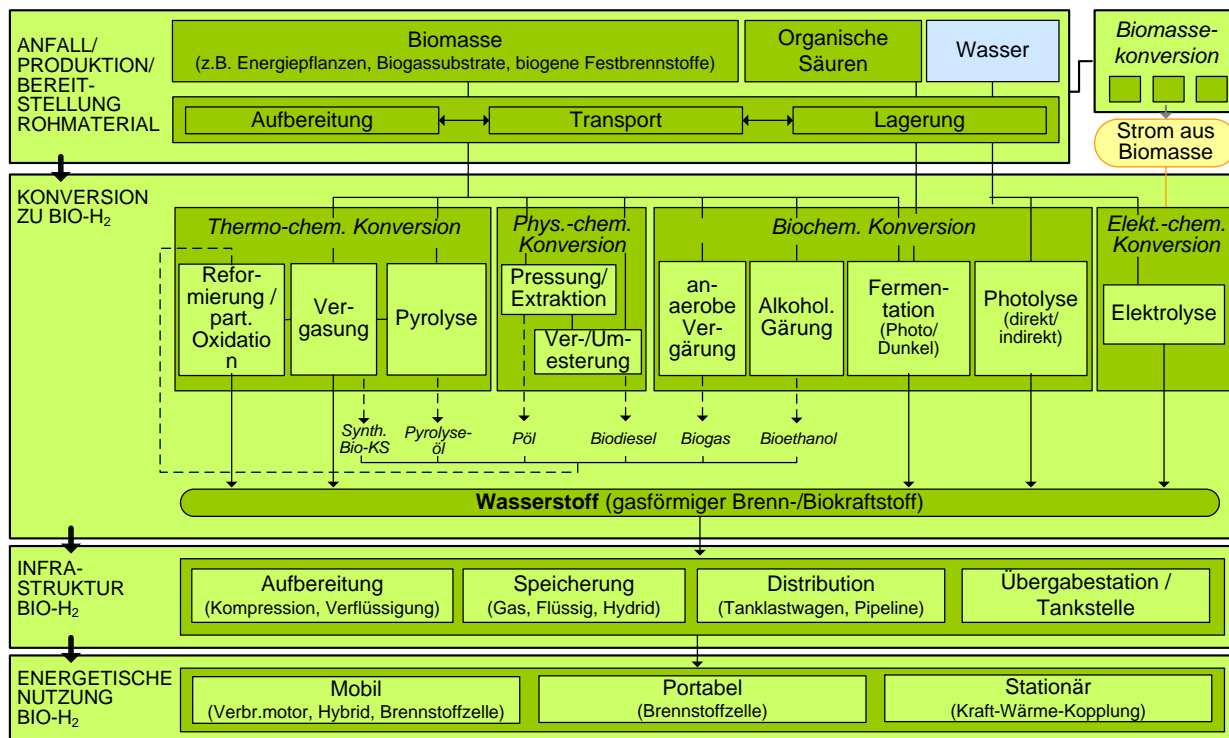 ANFALL/
PRODUKTION/
BEREIT-
STELLUNG
ROHMATERIAL
Biomasse
(z.B. Energiepflanzen, Biogassubstrate, biogene Festbrennstoffe)
Organische
Säuren
Wasser
Aufbereitung
Transport
Lagerung
Biomasse-
konversion
Strom aus
Biomasse
KONVERSION
ZU BIO-H₂
Thermo-chem. Konversion
Phys.-chem.
Konversion
Biochem. Konversion
Elekt.-chem.
Konversion
Refor-
mierung /
part.
Oxidatio
n
Ver-
gasung
Pyrolyse
Pressung/
Extraktion
Ver-/Um-
esterung
an-
aerobe
Ver-
gärung
Alkohol.
Gärung
Fermen-
tation
(Photo/
Dunkel)
Photolyse
(direkt/
indirekt)
Elektrolyse
Synth.
Bio-KS
Pyrolyse-
öl
Pöl
Biodiesel
Biogas
Bioethanol
Wasserstoff (gasförmiger Brenn-/Biokraftstoff)
INFRA-
STRUKTUR
BIO-H₂
Aufbereitung
(Kompression, Verflüssigung)
Speicherung
(Gas, Flüssig, Hydrid)
Distribution
(Tanklastwagen, Pipeline)
Übergabestation /
Tankstelle
ENERGETISCHE
NUTZUNG
BIO-H₂
Mobil
(Verbr.motor, Hybrid, Brennstoffzelle)
Portabel
(Brennstoffzelle)
Stationär
(Kraft-Wärme-Kopplung)